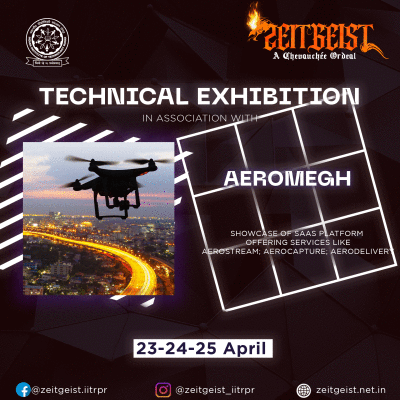 ZEITGEIST
A Chevauchée Ordeal
TECHNICAL EXHIBITION
IN ASSOCIATION WITH
AEROMEGH
SHOWCASE OF SAAS PLATFORM
OFFERING SERVICES LIKE
AEROSTREAM; AEROCAPTURE; AERODELIVERY
23-24-25 April
@zeitgeist.iitrpr
@zeitgeist_iitrpr
zeitgeist.net.in